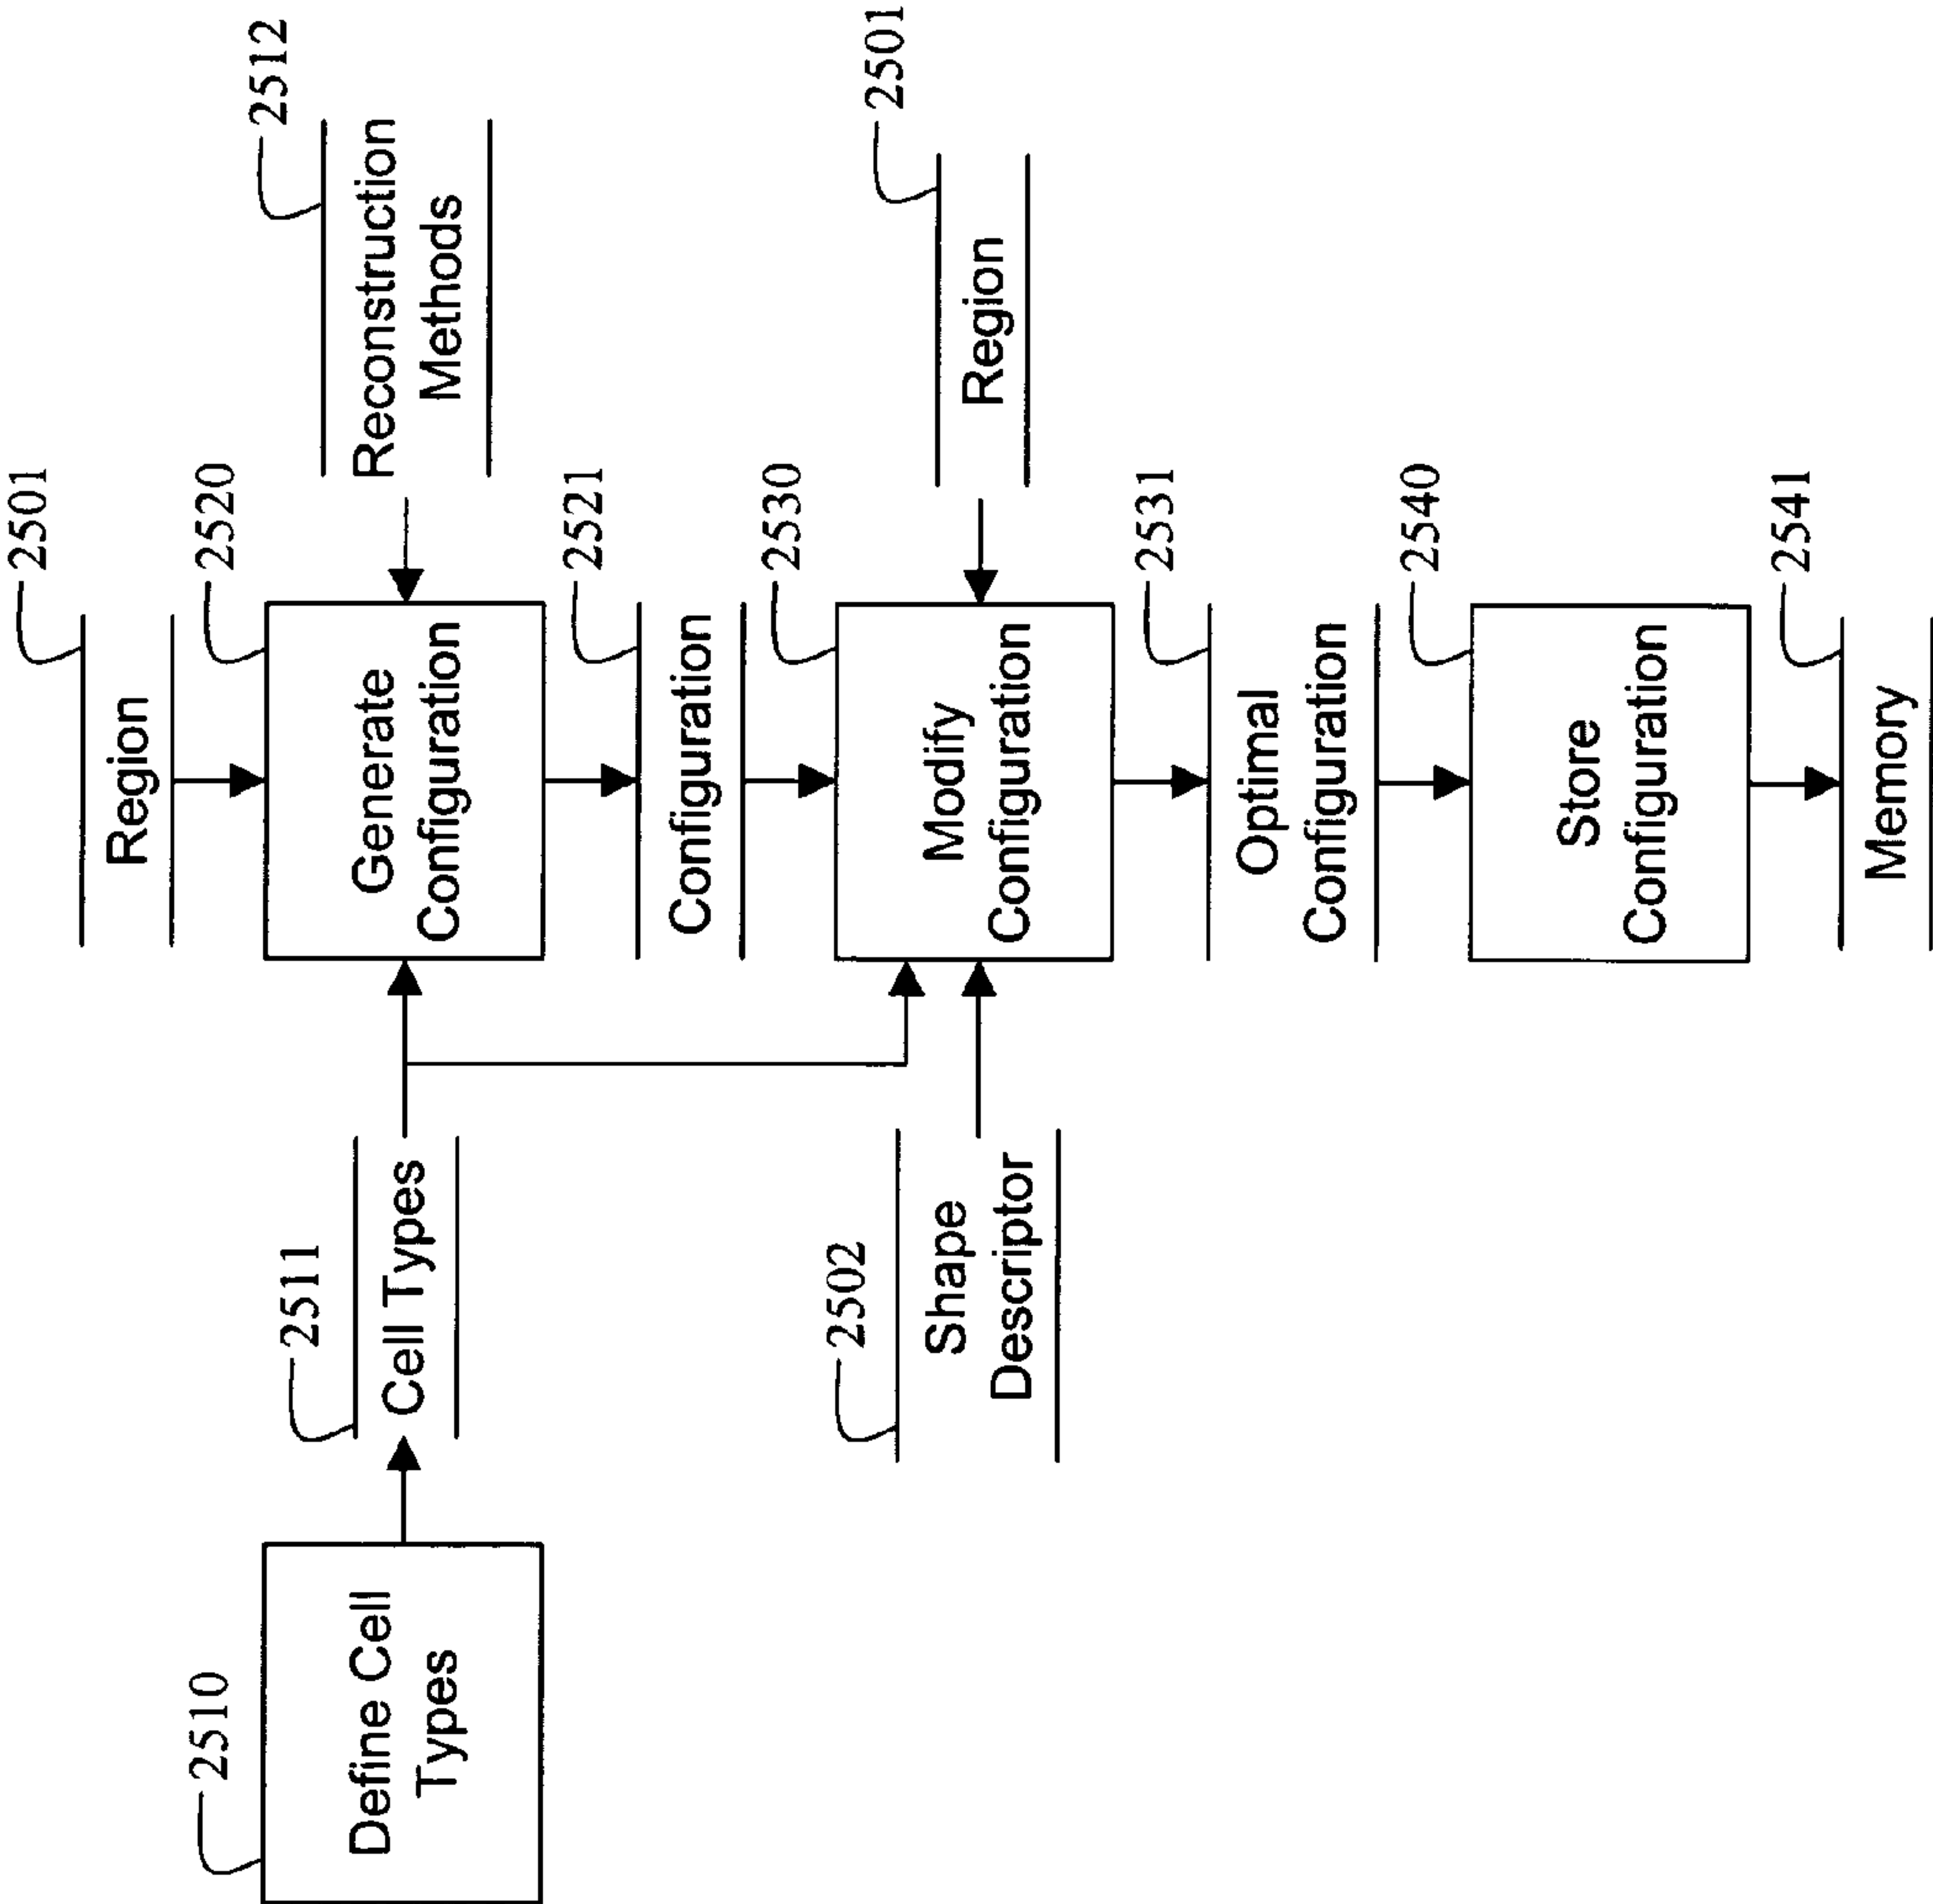 2501
Region
2520
2510
Define Cell
Types
2511
Cell Types
Generate
Configuration
2512
Reconstruction
Methods
2521
Configuration
2530
2502
Shape
Descriptor
Modify
Configuration
2501
Region
2531
Optimal
Configuration
2540
Store
Configuration
2541
Memory